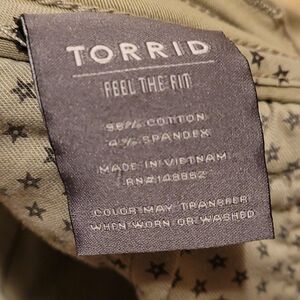 TORRID
FEEL THE FIT
96% COTTON
4% SPANDEX
MADE IN VIETNAM
RN#148882
COLOR MAY TRANSFER
WHEN WORN OR WASHED